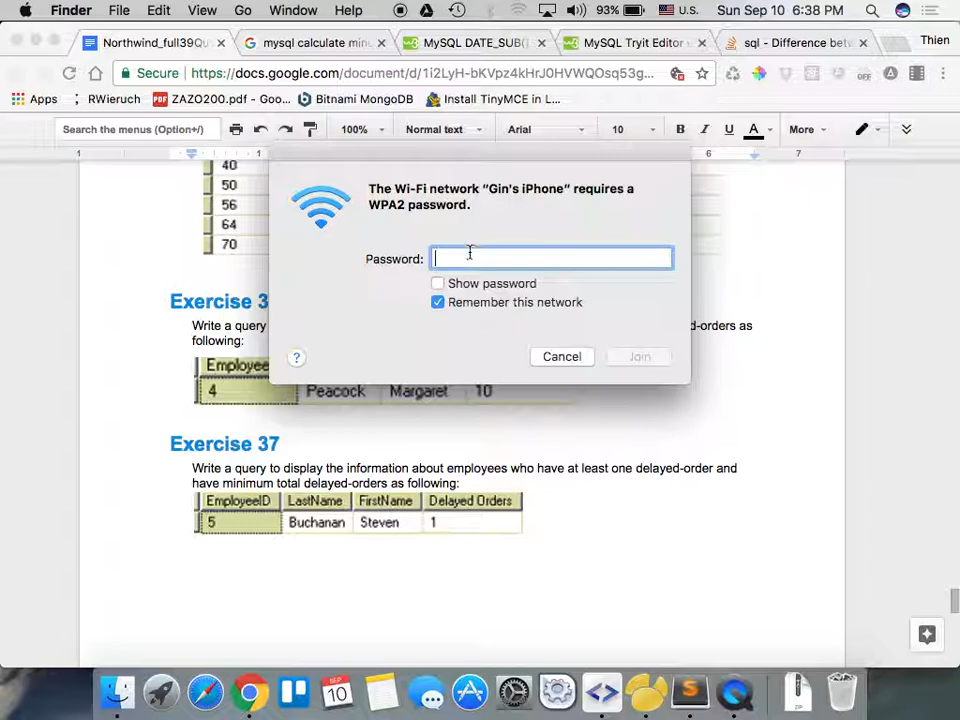 Finder File Edit View Go Window Help 93% U.S. Sun Sep 10 6:38 PM
Northwind_full39Qu mysql calculate min MySQL DATE_SUB( MySQL Tryit Editor sql - Difference be Thien
Secure https://docs.google.com/document/d/1i2LyH-bKVpz4kHrJ0HVWQOsq53g...
Apps RWieruch ZAZO200.pdf - Goo... Bitnami MongoDB Install TinyMCE in L...
Search the menus (Option+/) 100% Normal text Arial 10 B I U A More
1 1 6 7
40
50
56
64
70
The Wi-Fi network “Gin's iPhone” requires a
WPA2 password.
Password:
Show password
Remember this network
? Cancel Join
Exercise 3
Write a query d-orders as
following:
Employee
4 Peacock Margaret 10
Exercise 37
Write a query to display the information about employees who have at least one delayed-order and
have minimum total delayed-orders as following:
EmployeeID LastName FirstName Delayed Orders
5 Buchanan Steven 1